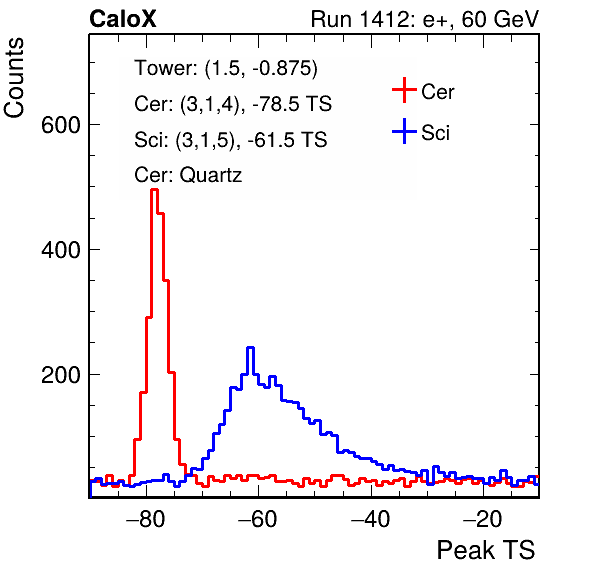 CaloX Run 1412: e+, 60 GeV
Tower: (1.5, -0.875)
Cer: (3,1,4), -78.5 TS
Sci: (3,1,5), -61.5 TS
Cer: Quartz
Cer
Sci
Counts
600
400
200
−80 −60 −40 −20
Peak TS